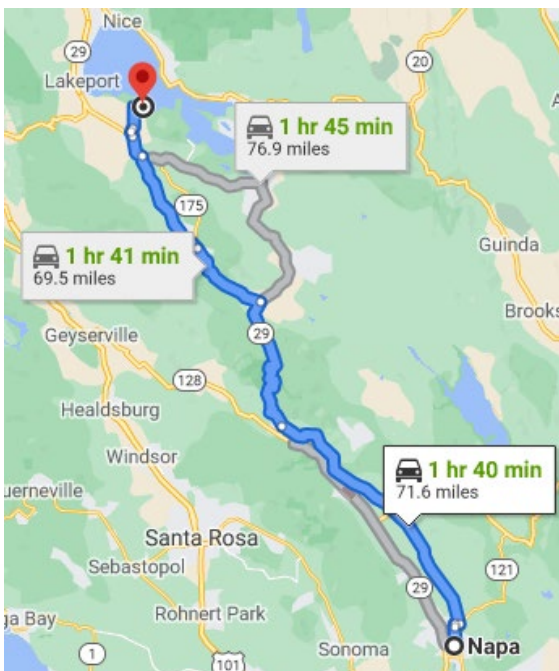 Nice
29
20
Lakeport
1 hr 45 min
76.9 miles
175
Guinda
1 hr 41 min
69.5 miles
Brooks
29
Geyserville
128
Healdsburg
Windsor
1 hr 40 min
71.6 miles
uerneville
Santa Rosa
Sebastopol
121
29
Rohnert Park
ga Bay
Sonoma
Napa
1
101